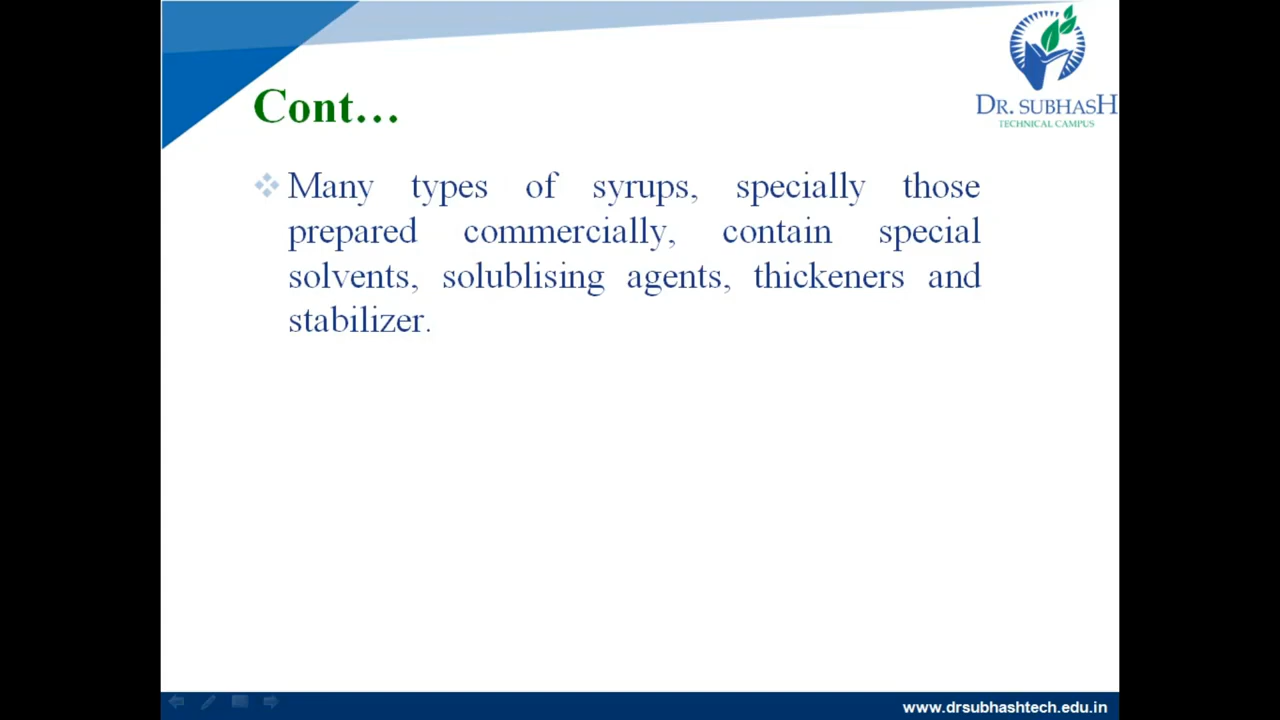 DR. SUBHASH
TECHNICAL CAMPUS
Cont...
Many types of syrups, specially those
prepared commercially, contain special
solvents, solublising agents, thickeners and
stabilizer.
www.drsubhashtech.edu.in